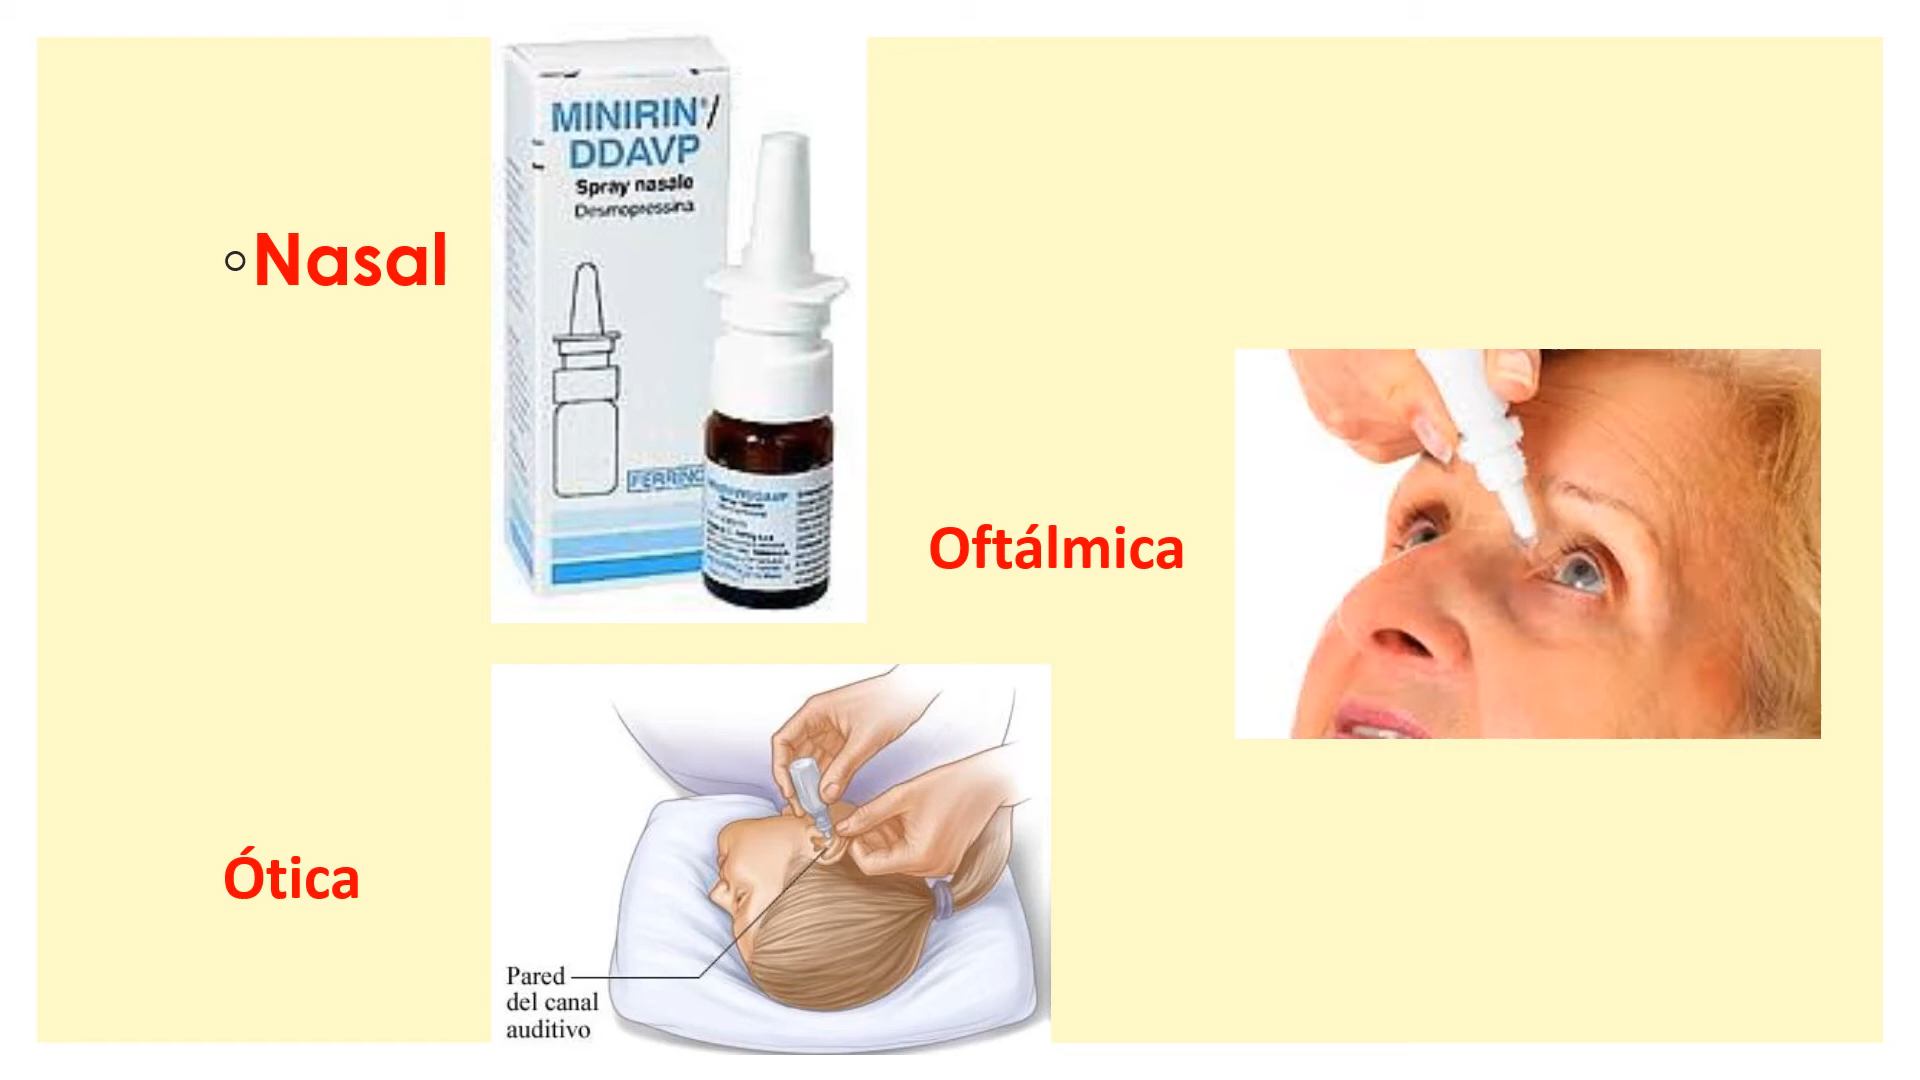 Nasal
MINIRIN®/
DDAVP
Spray nasale
Desmopressina
FERRING
Oftálmica
Ótica
Pared
del canal
auditivo